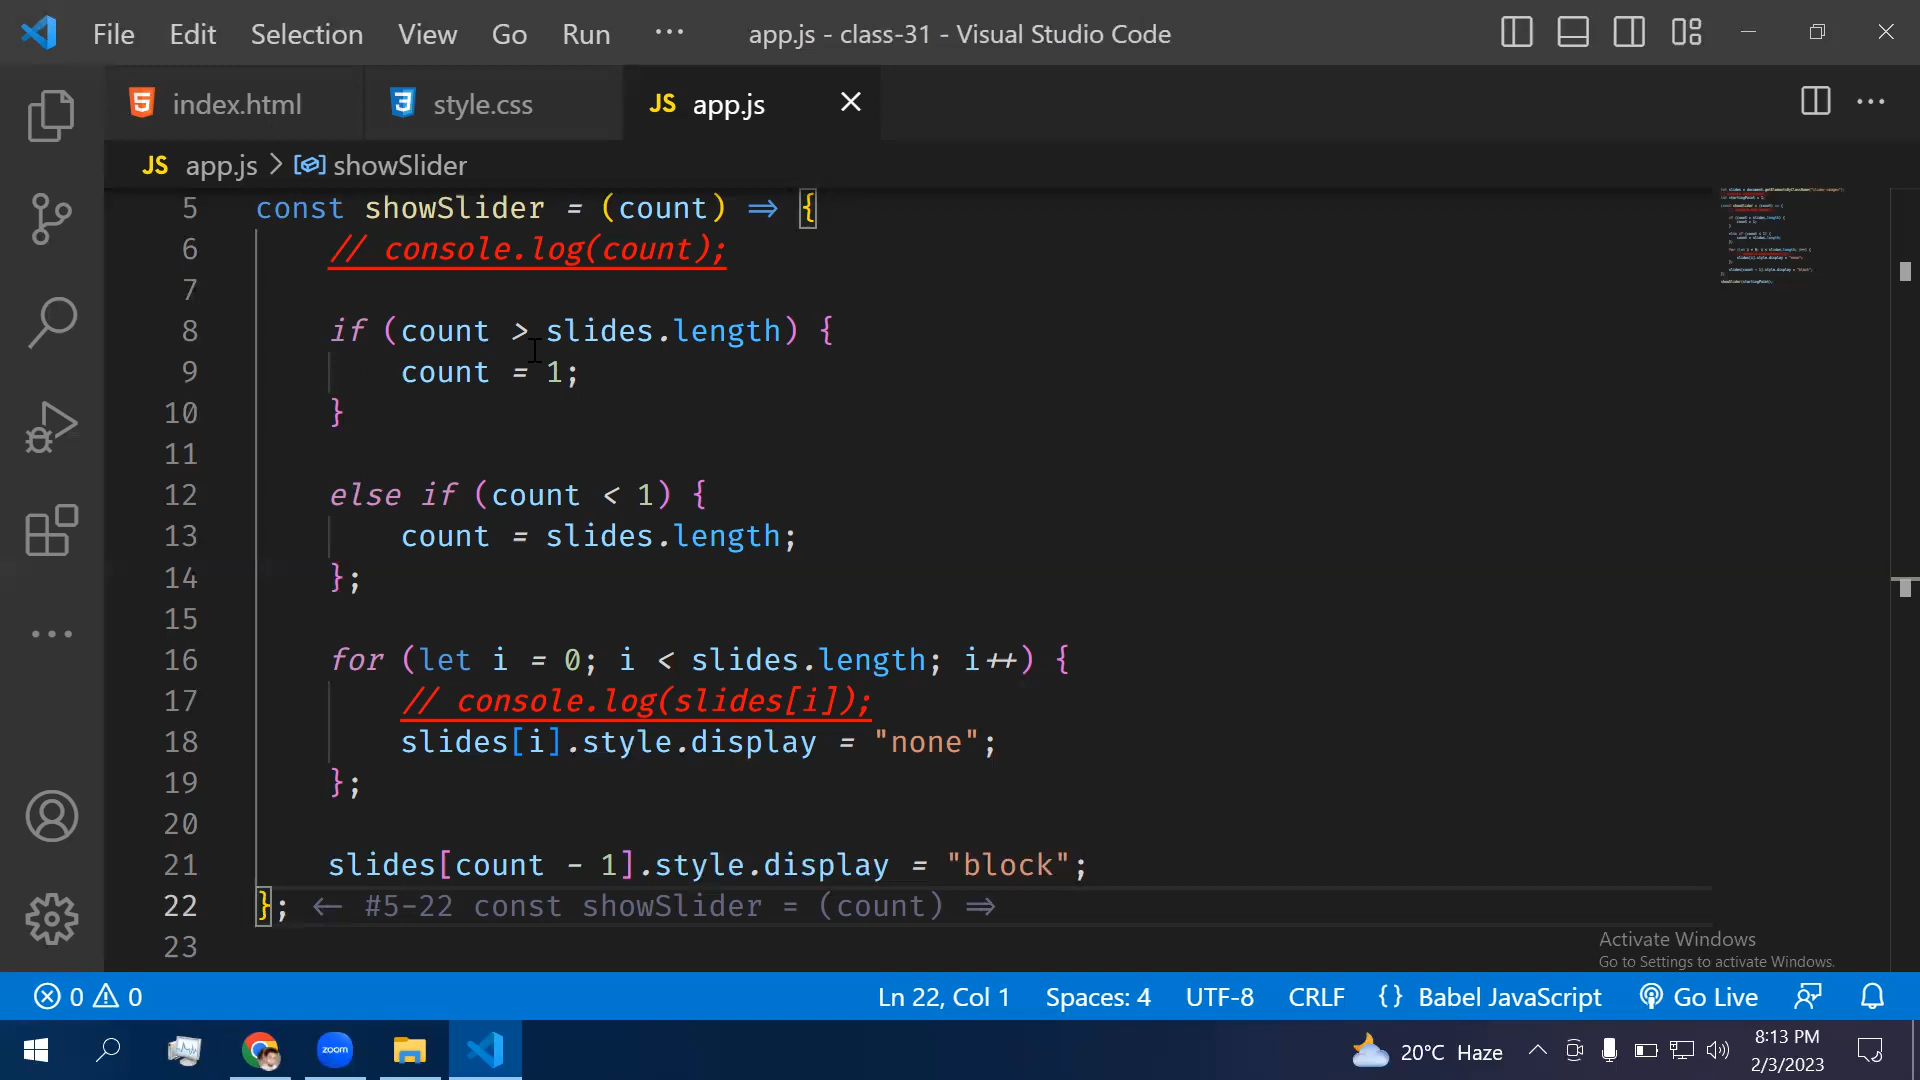 File Edit Selection View Go Run ··· app.js - class-31 - Visual Studio Code
index.html style.css JS app.js
JS app.js > showSlider
5 const showSlider = (count) => {
6 // console.log(count);
7
8 if (count > slides.length) {
9 count = 1;
10 }
11
12 else if (count < 1) {
13 count = slides.length;
14 };
15
16 for (let i = 0; i < slides.length; i++) {
17 // console.log(slides[i]);
18 slides[i].style.display = "none";
19 };
20
21 slides[count - 1].style.display = "block";
22 }; <- #5-22 const showSlider = (count) =>
23
Activate Windows
Go to Settings to activate Windows.
0 0 Ln 22, Col 1 Spaces: 4 UTF-8 CRLF {} Babel JavaScript Go Live
zoom 20°C Haze 8:13 PM
2/3/2023